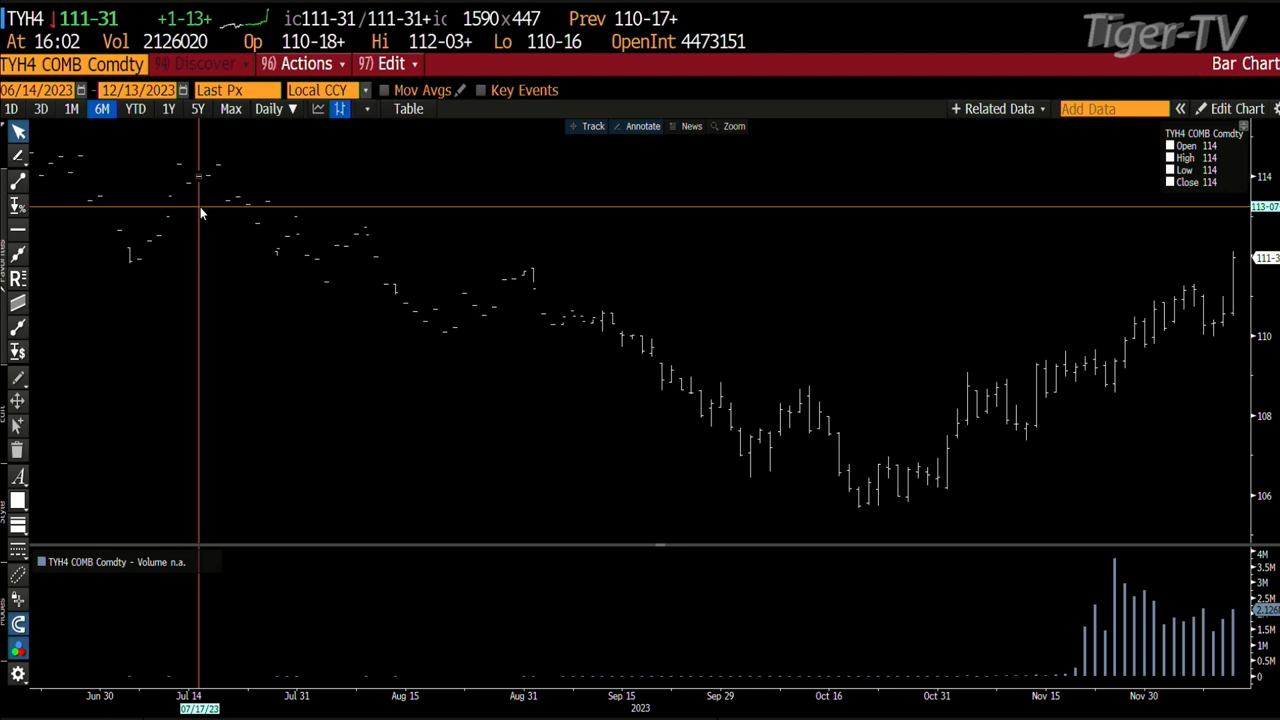 TYH4 ↓ 111-31 +1-13+ ic111-31/111-31+ic 1590x447 Prev 110-17+
At 16:02 Vol 2126020 Op 110-18+ Hi 112-03+ Lo 110-16 OpenInt 4473151
Tiger-TV
TYH4 COMB Comdty 94) Discover 96) Actions 97) Edit Bar Chart
06/14/2023 - 12/13/2023 Last Px Local CCY Mov Avgs Key Events
1D 3D 1M 6M YTD 1Y 5Y Max Daily ▼ Table + Related Data Add Data « Edit Chart
Track Annotate News Zoom
TYH4 COMB Comdty
Open 114
High 114
Low 114
Close 114
114
113-07
111-3
110
108
106
TYH4 COMB Comdty - Volume n.a.
4M
3.5M
3M
2.5M
2.126
1.5M
1M
0.5M
0
Jun 30 Jul 14 Jul 31 Aug 15 Aug 31 Sep 15 Sep 29 Oct 16 Oct 31 Nov 15 Nov 30
07/17/23
2023